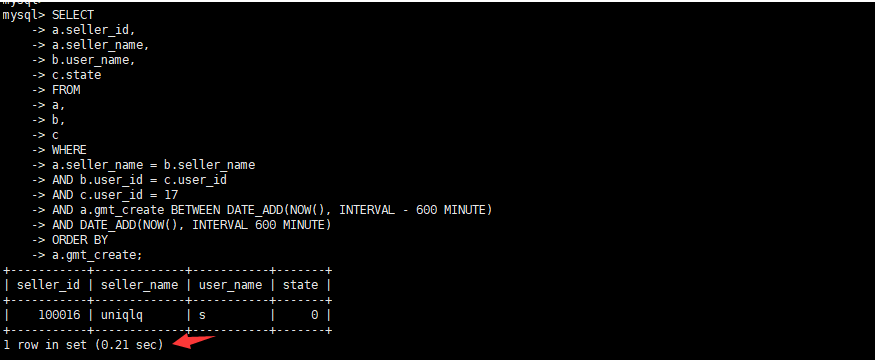 mysql>
mysql> SELECT
    -> a.seller_id,
    -> a.seller_name,
    -> b.user_name,
    -> c.state
    -> FROM
    -> a,
    -> b,
    -> c
    -> WHERE
    -> a.seller_name = b.seller_name
    -> AND b.user_id = c.user_id
    -> AND c.user_id = 17
    -> AND a.gmt_create BETWEEN DATE_ADD(NOW(), INTERVAL - 600 MINUTE)
    -> AND DATE_ADD(NOW(), INTERVAL 600 MINUTE)
    -> ORDER BY
    -> a.gmt_create;
+-----------+-------------+-----------+-------+
| seller_id | seller_name | user_name | state |
+-----------+-------------+-----------+-------+
|    100016 | uniqlq      | s         |     0 |
+-----------+-------------+-----------+-------+
1 row in set (0.21 sec)